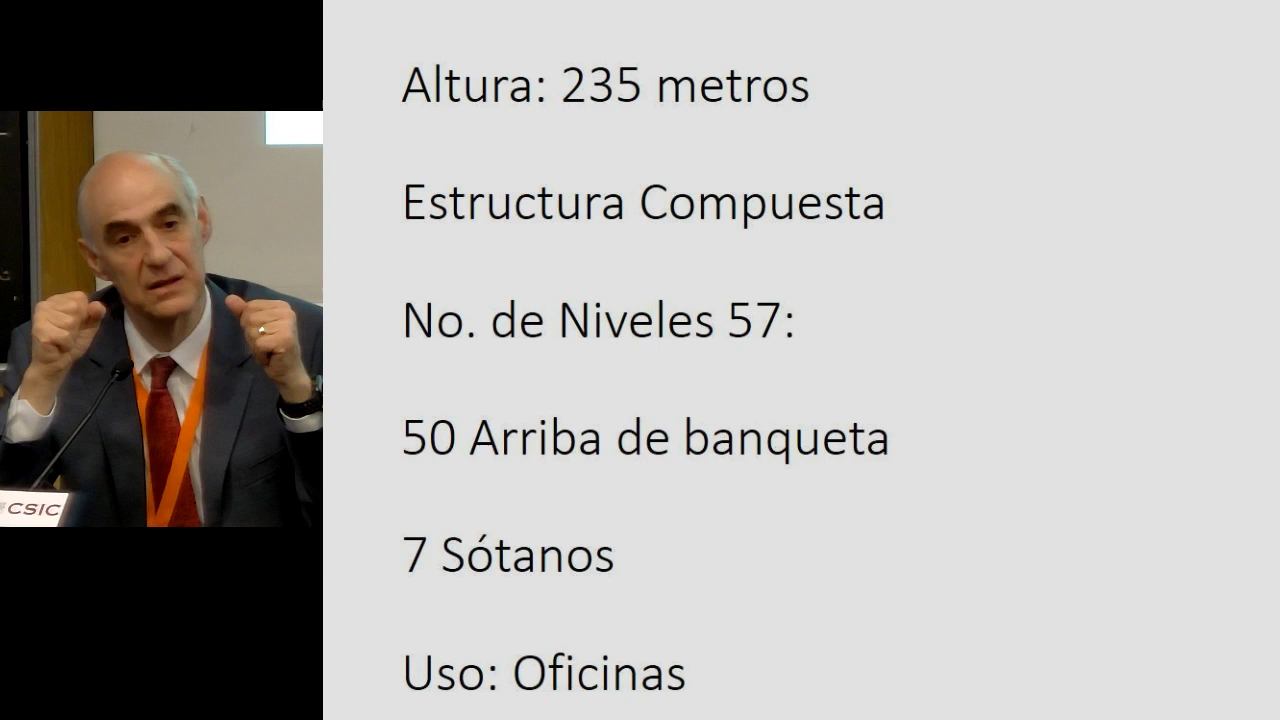 Altura: 235 metros
Estructura Compuesta
No. de Niveles 57:
50 Arriba de banqueta
7 Sótanos
Uso: Oficinas
CSIC